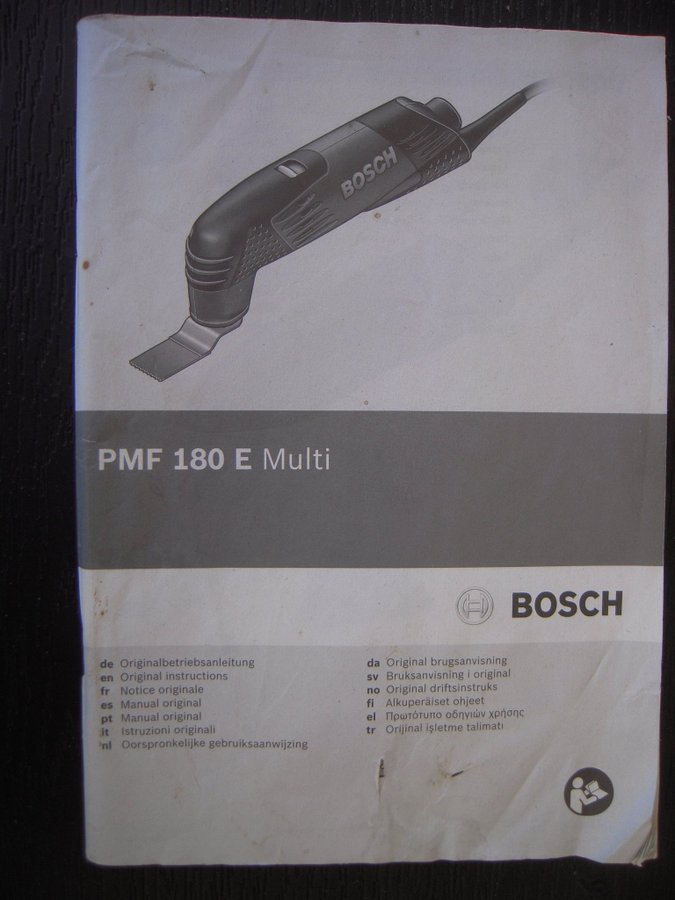 BOSCH
PMF 180 E Multi
BOSCH
de Originalbetriebsanleitung
en Original instructions
fr Notice originale
es Manual original
pt Manual original
it Istruzioni originali
nl Oorspronkelijke gebruiksaanwijzing
da Original brugsanvisning
sv Bruksanvisning i original
no Original driftsinstruks
fi Alkuperäiset ohjeet
el Πρωτότυπο οδηγιών χρήσης
tr Orijinal işletme talimatı